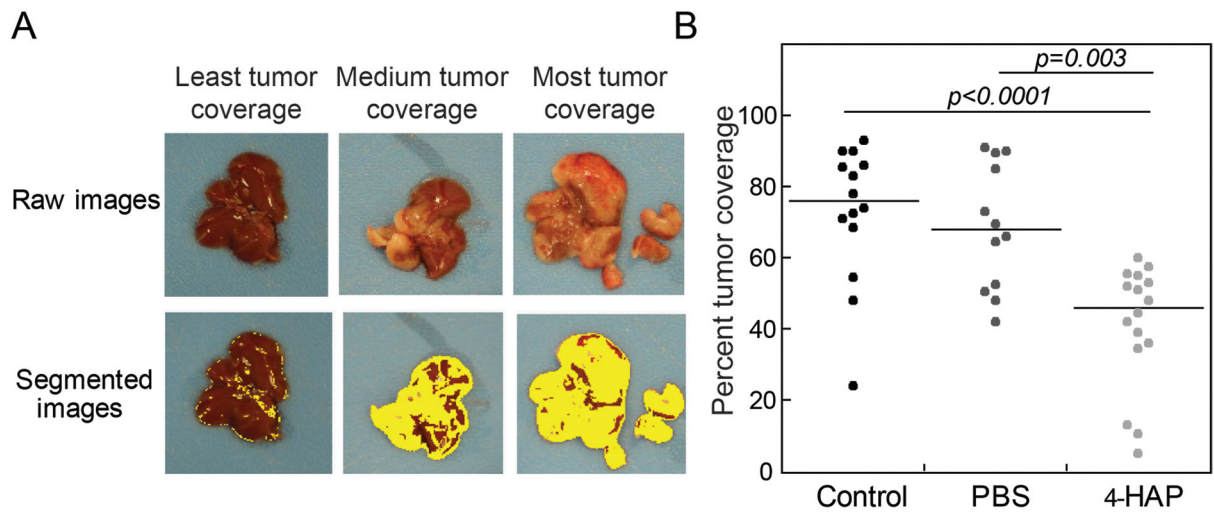 A
Least tumor
coverage
Medium tumor
coverage
Most tumor
coverage
Raw images
Segmented
images
B
p=0.003
p<0.0001
Percent tumor coverage
100
80
60
40
20
0
Control
PBS
4-HAP